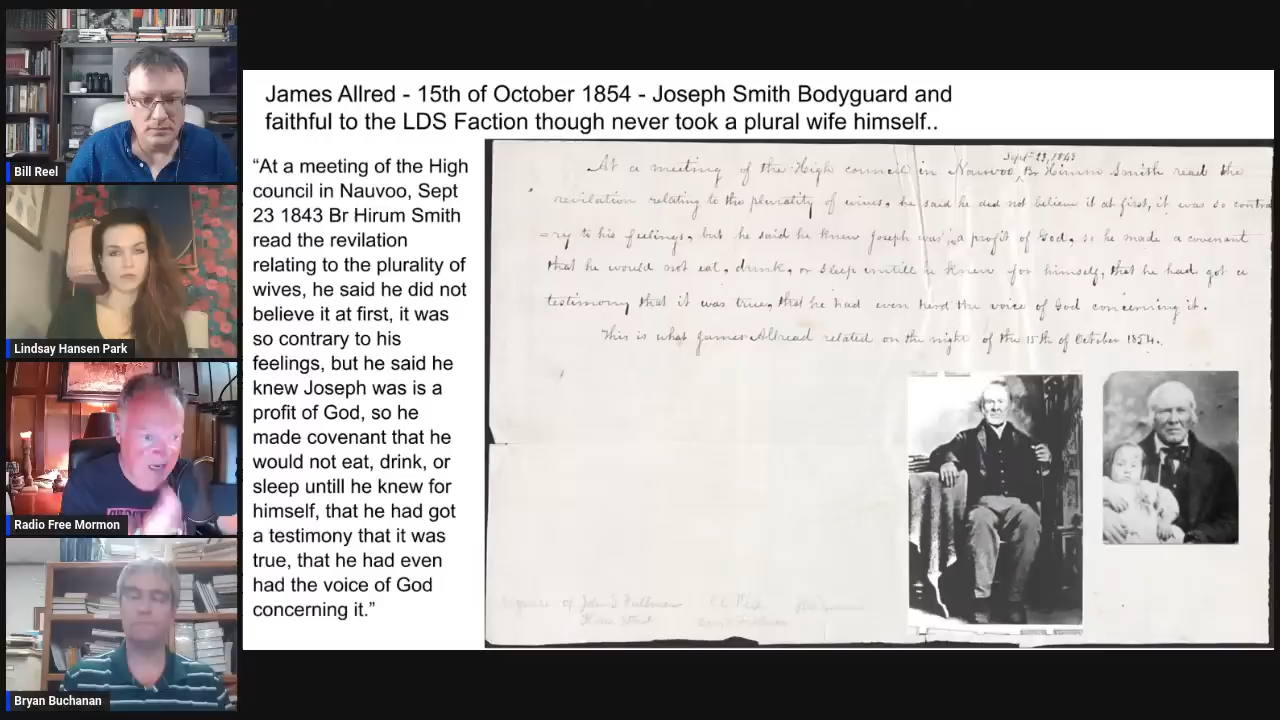 James Allred - 15th of October 1854 - Joseph Smith Bodyguard and
faithful to the LDS Faction though never took a plural wife himself..
“At a meeting of the High
council in Nauvoo, Sept
23 1843 Br Hirum Smith
read the revilation
relating to the plurality of
wives, he said he did not
believe it at first, it was
so contrary to his
feelings, but he said he
knew Joseph was is a
profit of God, so he
made covenant that he
would not eat, drink, or
sleep untill he knew for
himself, that he had got
a testimony that it was
true, that he had even
had the voice of God
concerning it.”
Sept 23, 1843
At a meeting of the High council in Nauvoo, Br Hirum Smith read the
revilation relating to the plurality of wives, he said he did not believe it at first, it was so contra
=ry to his feelings, but he said he knew Joseph was a profit of God, so he made a covenant
that he would not eat, drink, or sleep untill he knew for himself, that he had got a
testimony that it was true, that he had even herd the voice of God concerning it.
This is what James Allread related on the night of the 15th of October 1854.
of John
Bill Reel
Lindsay Hansen Park
Radio Free Mormon
Bryan Buchanan